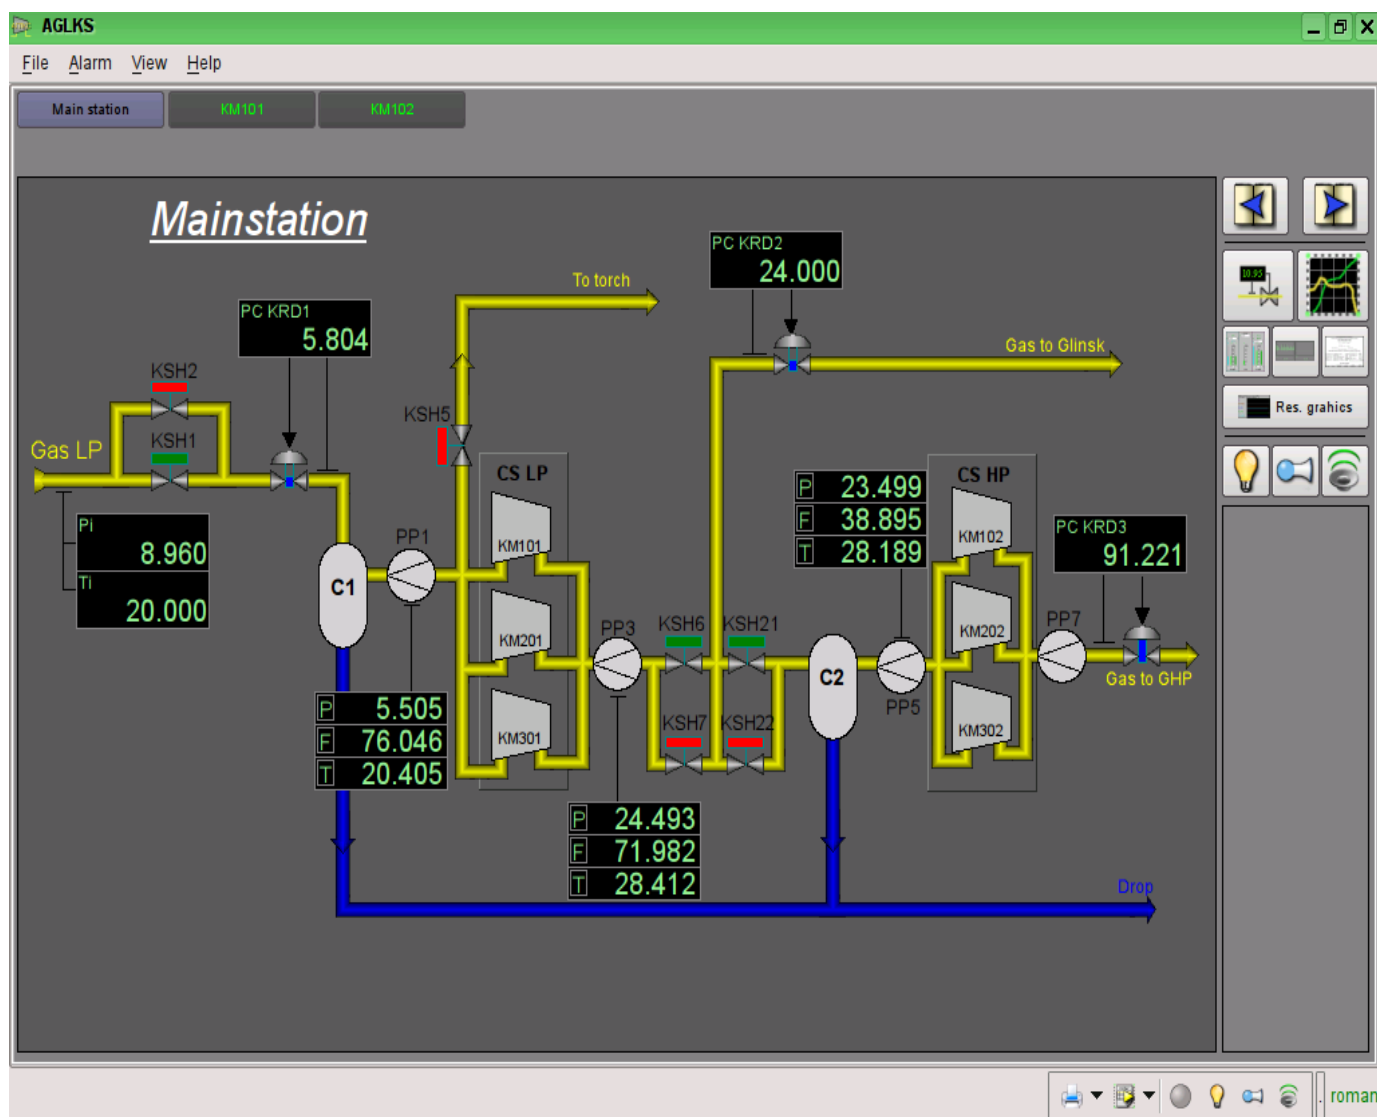 AGLKS
File Alarm View Help
Main station KM101 KM102
Mainstation
PC KRD2
24.000
To torch
PC KRD1
5.804
Gas to Glinsk
KSH2
KSH5
Res. grahics
KSH1
Gas LP
CS LP
CS HP
P 23.499
F 38.895
T 28.189
Pi
8.960
Ti
20.000
PP1
KM101
KM102
PC KRD3
91.221
C1
KM201
PP3
KSH6
KSH21
KM202
PP7
C2
Gas to GHP
PP5
P 5.505
F 76.046
T 20.405
KM301
KSH7
KSH22
KM302
P 24.493
F 71.982
T 28.412
Drop
roman